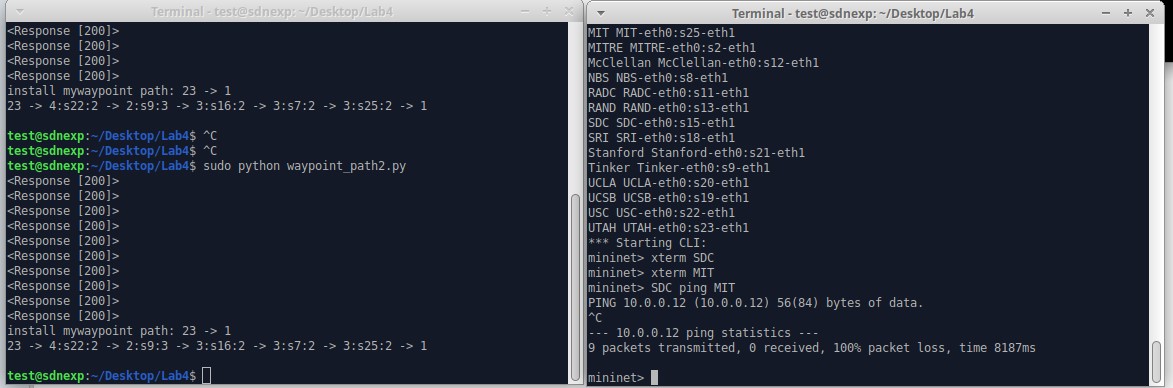 Terminal - test@sdnexp: ~/Desktop/Lab4
<Response [200]>
<Response [200]>
<Response [200]>
<Response [200]>
install mywaypoint path: 23 -> 1
23 -> 4:s22:2 -> 2:s9:3 -> 3:s16:2 -> 3:s7:2 -> 3:s25:2 -> 1
test@sdnexp:~/Desktop/Lab4$ ^C
test@sdnexp:~/Desktop/Lab4$ ^C
test@sdnexp:~/Desktop/Lab4$ sudo python waypoint_path2.py
<Response [200]>
<Response [200]>
<Response [200]>
<Response [200]>
<Response [200]>
<Response [200]>
<Response [200]>
<Response [200]>
<Response [200]>
<Response [200]>
install mywaypoint path: 23 -> 1
23 -> 4:s22:2 -> 2:s9:3 -> 3:s16:2 -> 3:s7:2 -> 3:s25:2 -> 1
test@sdnexp:~/Desktop/Lab4$
Terminal - test@sdnexp: ~/Desktop/Lab4
MIT MIT-eth0:s25-eth1
MITRE MITRE-eth0:s2-eth1
McClellan McClellan-eth0:s12-eth1
NBS NBS-eth0:s8-eth1
RADC RADC-eth0:s11-eth1
RAND RAND-eth0:s13-eth1
SDC SDC-eth0:s15-eth1
SRI SRI-eth0:s18-eth1
Stanford Stanford-eth0:s21-eth1
Tinker Tinker-eth0:s9-eth1
UCLA UCLA-eth0:s20-eth1
UCSB UCSB-eth0:s19-eth1
USC USC-eth0:s22-eth1
UTAH UTAH-eth0:s23-eth1
*** Starting CLI:
mininet> xterm SDC
mininet> xterm MIT
mininet> SDC ping MIT
PING 10.0.0.12 (10.0.0.12) 56(84) bytes of data.
^C
--- 10.0.0.12 ping statistics ---
9 packets transmitted, 0 received, 100% packet loss, time 8187ms
mininet>